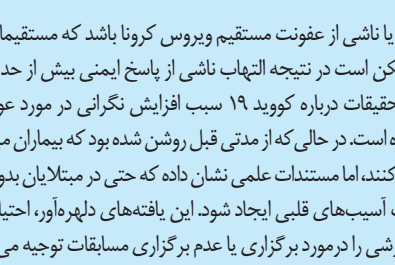 یا ناشی از عفونت مستقیم ویروس کرونا باشد که مستقیما
کن است در نتیجه التهاب ناشی از پاسخ ایمنی بیش از حد
حقیقات درباره کووید ۱۹ سبب افزایش نگرانی در مورد عو
ه است. در حالی که از مدتی قبل روشن شده بود که بیماران م
کنند، اما مستندات علمی نشان داده که حتی در مبتلایان بدو
ب آسیب‌های قلبی ایجاد شود. این یافته‌های دلهره‌آور، احتیا
رشی را درمورد برگزاری یا عدم برگزاری مسابقات توجیه می